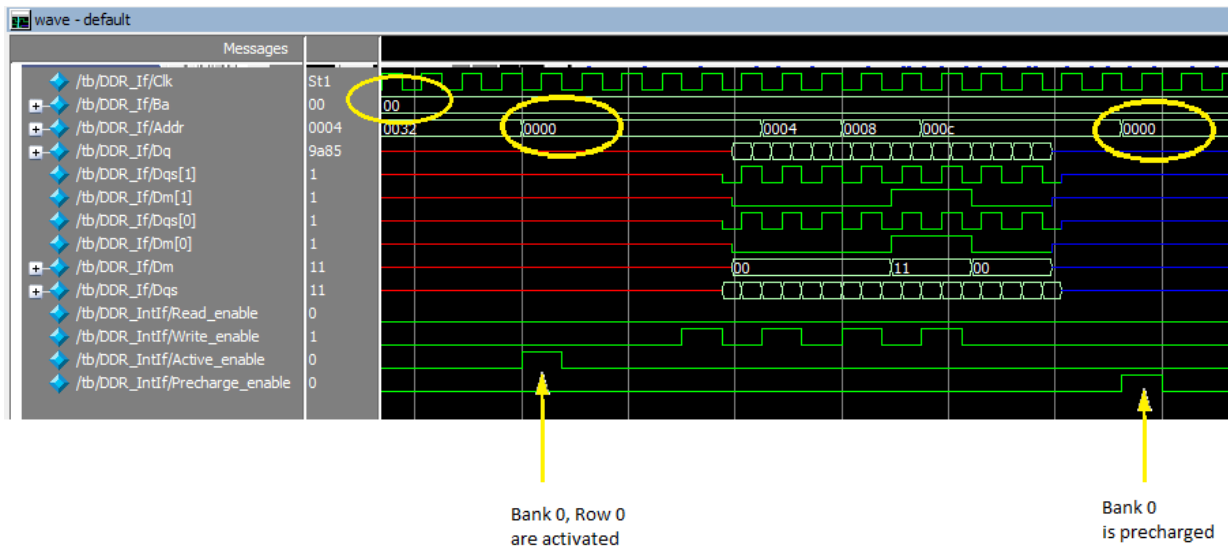 wave - default
Messages
/tb/DDR_If/Clk St1
/tb/DDR_If/Ba 00 00
/tb/DDR_If/Addr 0004 0032 0000 0004 0008 000c 0000
/tb/DDR_If/Dq 9a85
/tb/DDR_If/Dqs[1] 1
/tb/DDR_If/Dm[1] 1
/tb/DDR_If/Dqs[0] 1
/tb/DDR_If/Dm[0] 1
/tb/DDR_If/Dm 11 00 11 00
/tb/DDR_If/Dqs 11
/tb/DDR_IntIf/Read_enable 0
/tb/DDR_IntIf/Write_enable 1
/tb/DDR_IntIf/Active_enable 0
/tb/DDR_IntIf/Precharge_enable 0
Bank 0, Row 0
are activated
Bank 0
is precharged